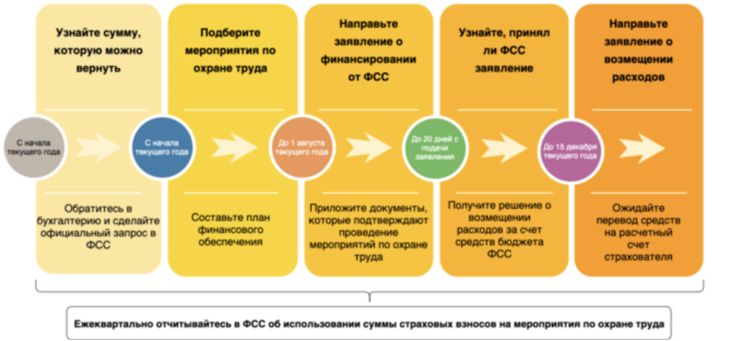 Узнайте сумму,
которую можно
вернуть
Подберите
мероприятия по
охране труда
Направьте
заявление о
финансировании
от ФСС
Узнайте, принял
ли ФСС
заявление
Направьте
заявление о
возмещении
расходов
С начала
текущего года
С начала
текущего года
До 1 августа
текущего года
До 20 дней с
подачи
заявления
До 15 декабря
текущего года
Обратитесь в
бухгалтерию и сделайте
официальный запрос в
ФСС
Составьте план
финансового
обеспечения
Приложите документы,
которые подтверждают
проведение
мероприятий по охране
труда
Получите решение о
возмещении
расходов за счет
средств бюджета
ФСС
Ожидайте
перевод средств
на расчетный
счет
страхователя
Ежеквартально отчитывайтесь в ФСС об использовании суммы страховых взносов на мероприятия по охране труда